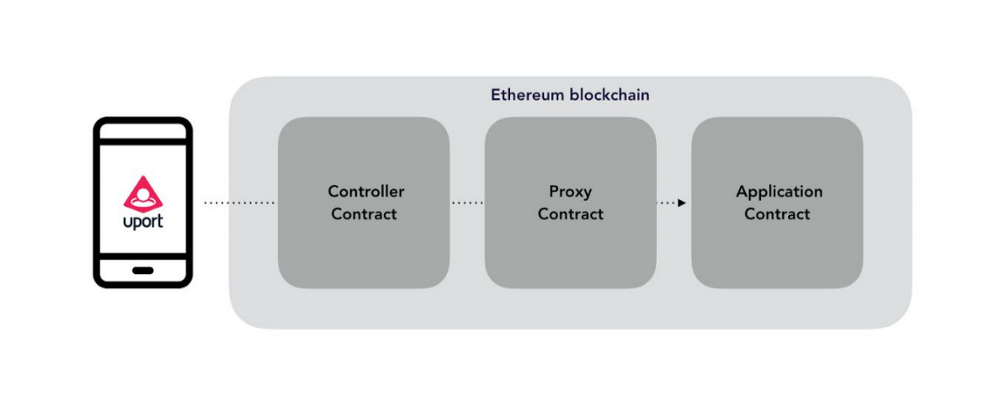 Ethereum blockchain
uport
Controller
Contract
Proxy
Contract
Application
Contract